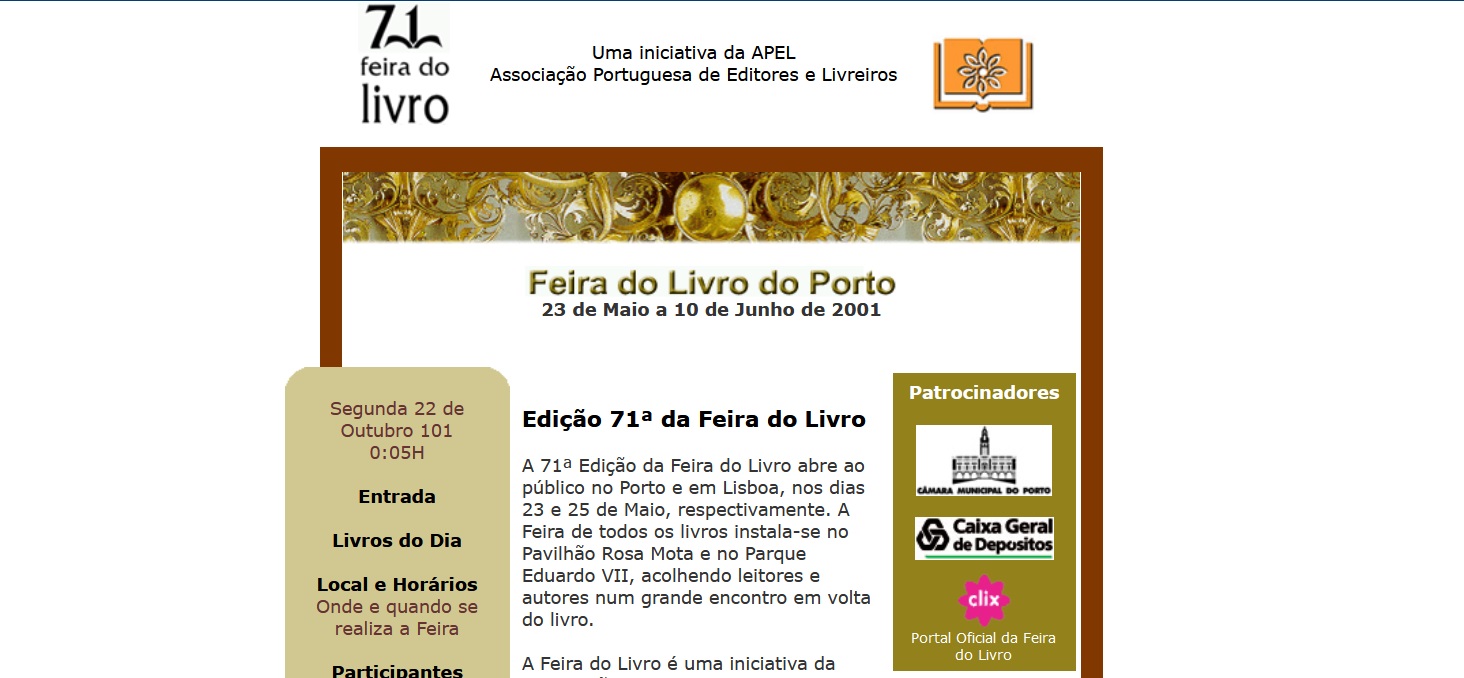 71
feira do
livro
Uma iniciativa da APEL
Associação Portuguesa de Editores e Livreiros
Feira do Livro do Porto
23 de Maio a 10 de Junho de 2001
Segunda 22 de
Outubro 101
0:05H
Entrada
Livros do Dia
Local e Horários
Onde e quando se
realiza a Feira
Participantes
Edição 71ª da Feira do Livro
A 71ª Edição da Feira do Livro abre ao
público no Porto e em Lisboa, nos dias
23 e 25 de Maio, respectivamente. A
Feira de todos os livros instala-se no
Pavilhão Rosa Mota e no Parque
Eduardo VII, acolhendo leitores e
autores num grande encontro em volta
do livro.
A Feira do Livro é uma iniciativa da
Patrocinadores
CÂMARA MUNICIPAL DO PORTO
Caixa Geral
de Depósitos
clix
Portal Oficial da Feira
do Livro